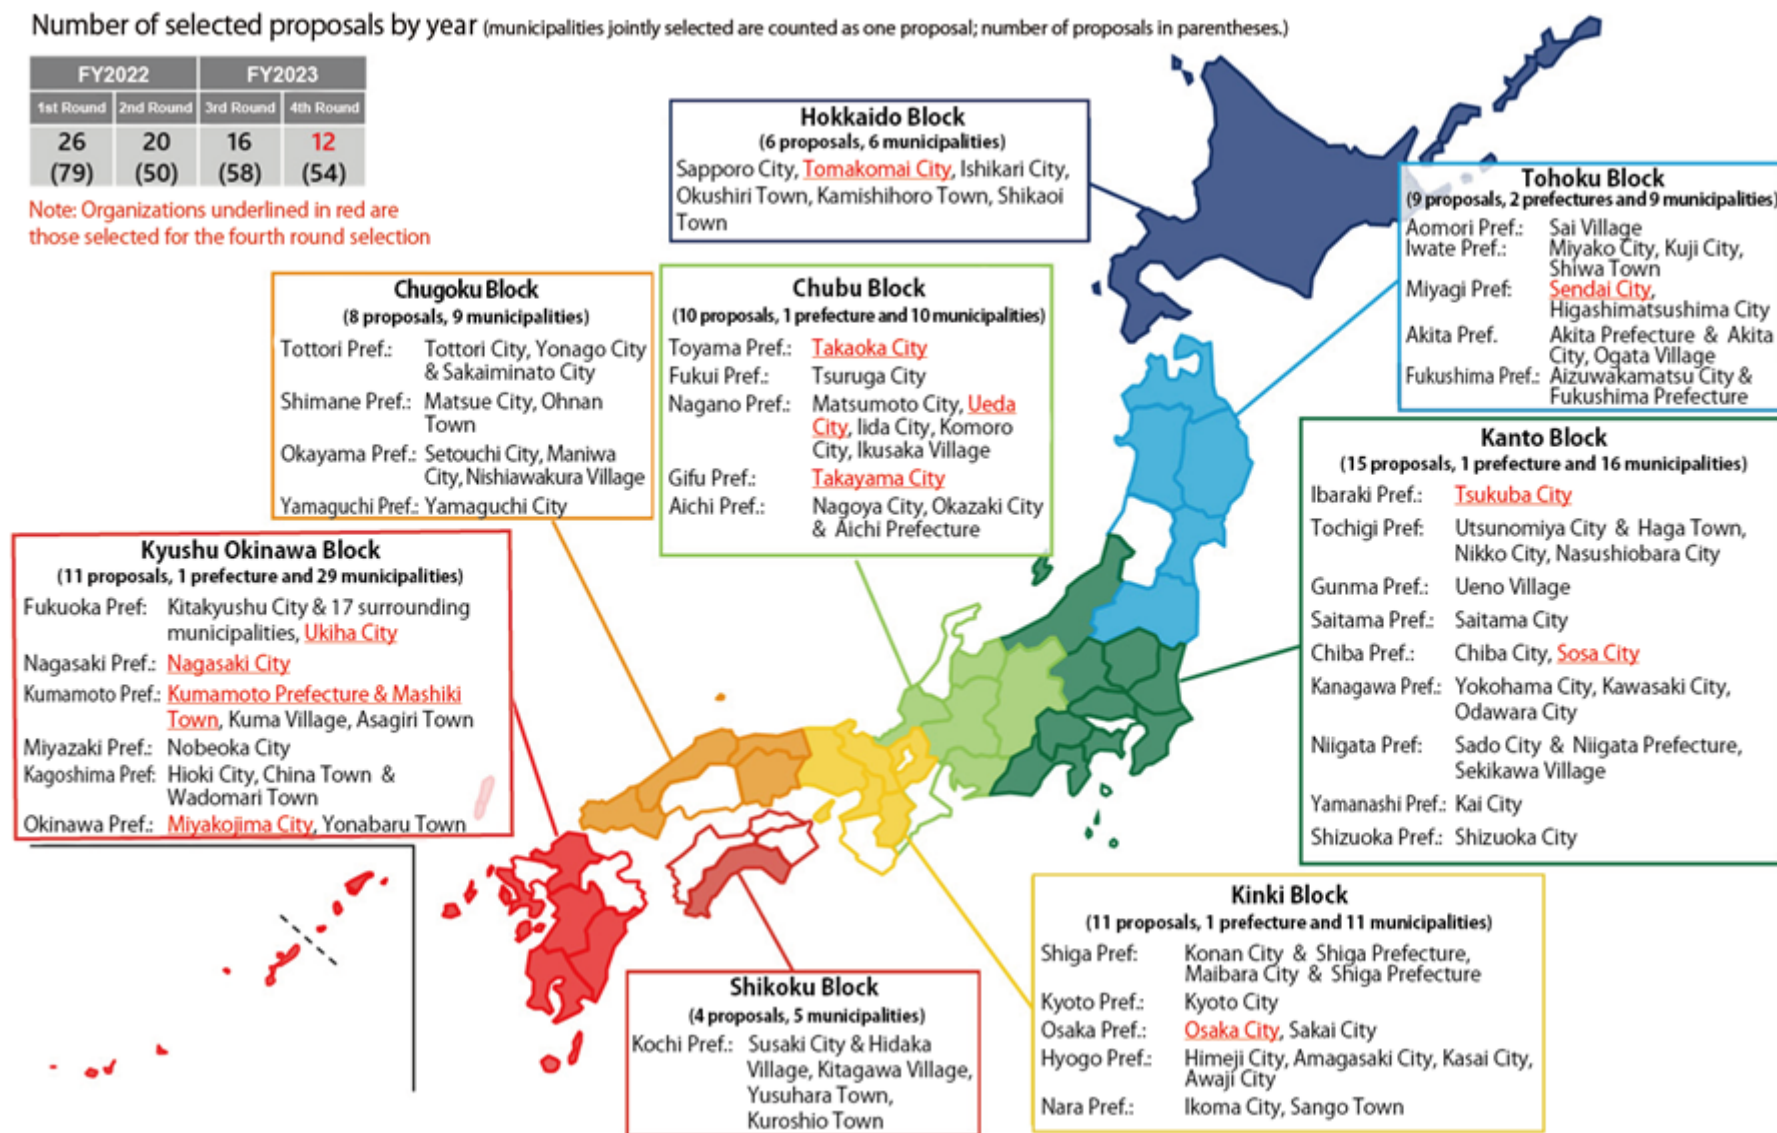 Number of selected proposals by year (municipalities jointly selected are counted as one proposal; number of proposals in parentheses.)
FY2022 FY2023
1st Round 2nd Round 3rd Round 4th Round
26 20 16 12
(79) (50) (58) (54)
Note: Organizations underlined in red are
those selected for the fourth round selection
Hokkaido Block
(6 proposals, 6 municipalities)
Sapporo City, Tomakomai City, Ishikari City,
Okushiri Town, Kamishihoro Town, Shikaoi
Town
Tohoku Block
(9 proposals, 2 prefectures and 9 municipalities)
Aomori Pref.: Sai Village
Iwate Pref.: Miyako City, Kuji City,
Shiwa Town
Miyagi Pref: Sendai City,
Higashimatsushima City
Akita Pref. Akita Prefecture & Akita
City, Ogata Village
Fukushima Pref.: Aizuwakamatsu City &
Fukushima Prefecture
Chugoku Block
(8 proposals, 9 municipalities)
Tottori Pref.: Tottori City, Yonago City
& Sakaiminato City
Shimane Pref.: Matsue City, Ohnan
Town
Okayama Pref.: Setouchi City, Maniwa
City, Nishiawakura Village
Yamaguchi Pref.: Yamaguchi City
Chubu Block
(10 proposals, 1 prefecture and 10 municipalities)
Toyama Pref.: Takaoka City
Fukui Pref.: Tsuruga City
Nagano Pref.: Matsumoto City, Ueda
City, Iida City, Komoro
City, Ikusaka Village
Gifu Pref.: Takayama City
Aichi Pref.: Nagoya City, Okazaki City
& Aichi Prefecture
Kanto Block
(15 proposals, 1 prefecture and 16 municipalities)
Ibaraki Pref.: Tsukuba City
Tochigi Pref: Utsunomiya City & Haga Town,
Nikko City, Nasushiobara City
Gunma Pref.: Ueno Village
Saitama Pref.: Saitama City
Chiba Pref.: Chiba City, Sosa City
Kanagawa Pref.: Yokohama City, Kawasaki City,
Odawara City
Niigata Pref: Sado City & Niigata Prefecture,
Sekikawa Village
Yamanashi Pref.: Kai City
Shizuoka Pref.: Shizuoka City
Kyushu Okinawa Block
(11 proposals, 1 prefecture and 29 municipalities)
Fukuoka Pref: Kitakyushu City & 17 surrounding
municipalities, Ukiha City
Nagasaki Pref.: Nagasaki City
Kumamoto Pref.: Kumamoto Prefecture & Mashiki
Town, Kuma Village, Asagiri Town
Miyazaki Pref.: Nobeoka City
Kagoshima Pref: Hioki City, China Town &
Wadomari Town
Okinawa Pref.: Miyakojima City, Yonabaru Town
Shikoku Block
(4 proposals, 5 municipalities)
Kochi Pref.: Susaki City & Hidaka
Village, Kitagawa Village,
Yusuhara Town,
Kuroshio Town
Kinki Block
(11 proposals, 1 prefecture and 11 municipalities)
Shiga Pref: Konan City & Shiga Prefecture,
Maibara City & Shiga Prefecture
Kyoto Pref.: Kyoto City
Osaka Pref.: Osaka City, Sakai City
Hyogo Pref.: Himeji City, Amagasaki City, Kasai City,
Awaji City
Nara Pref.: Ikoma City, Sango Town